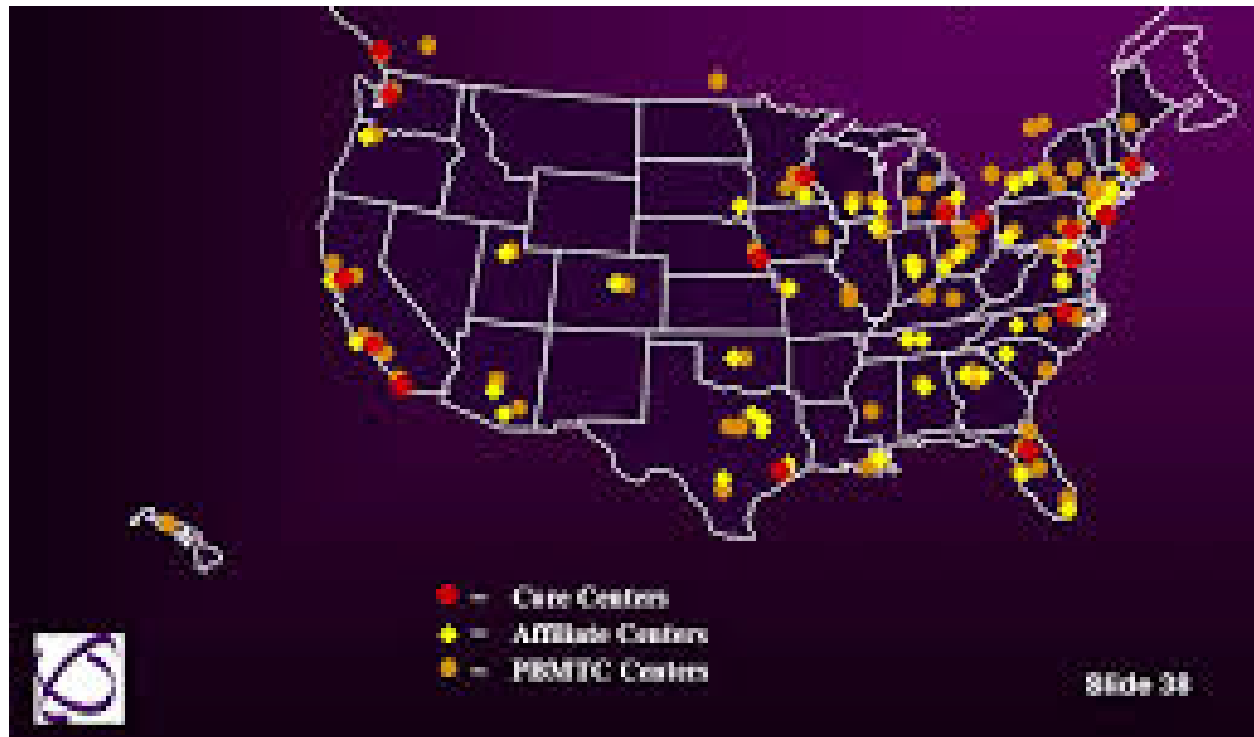 = Core Centers
= Affiliate Centers
= PBMTC Centers
Slide 38